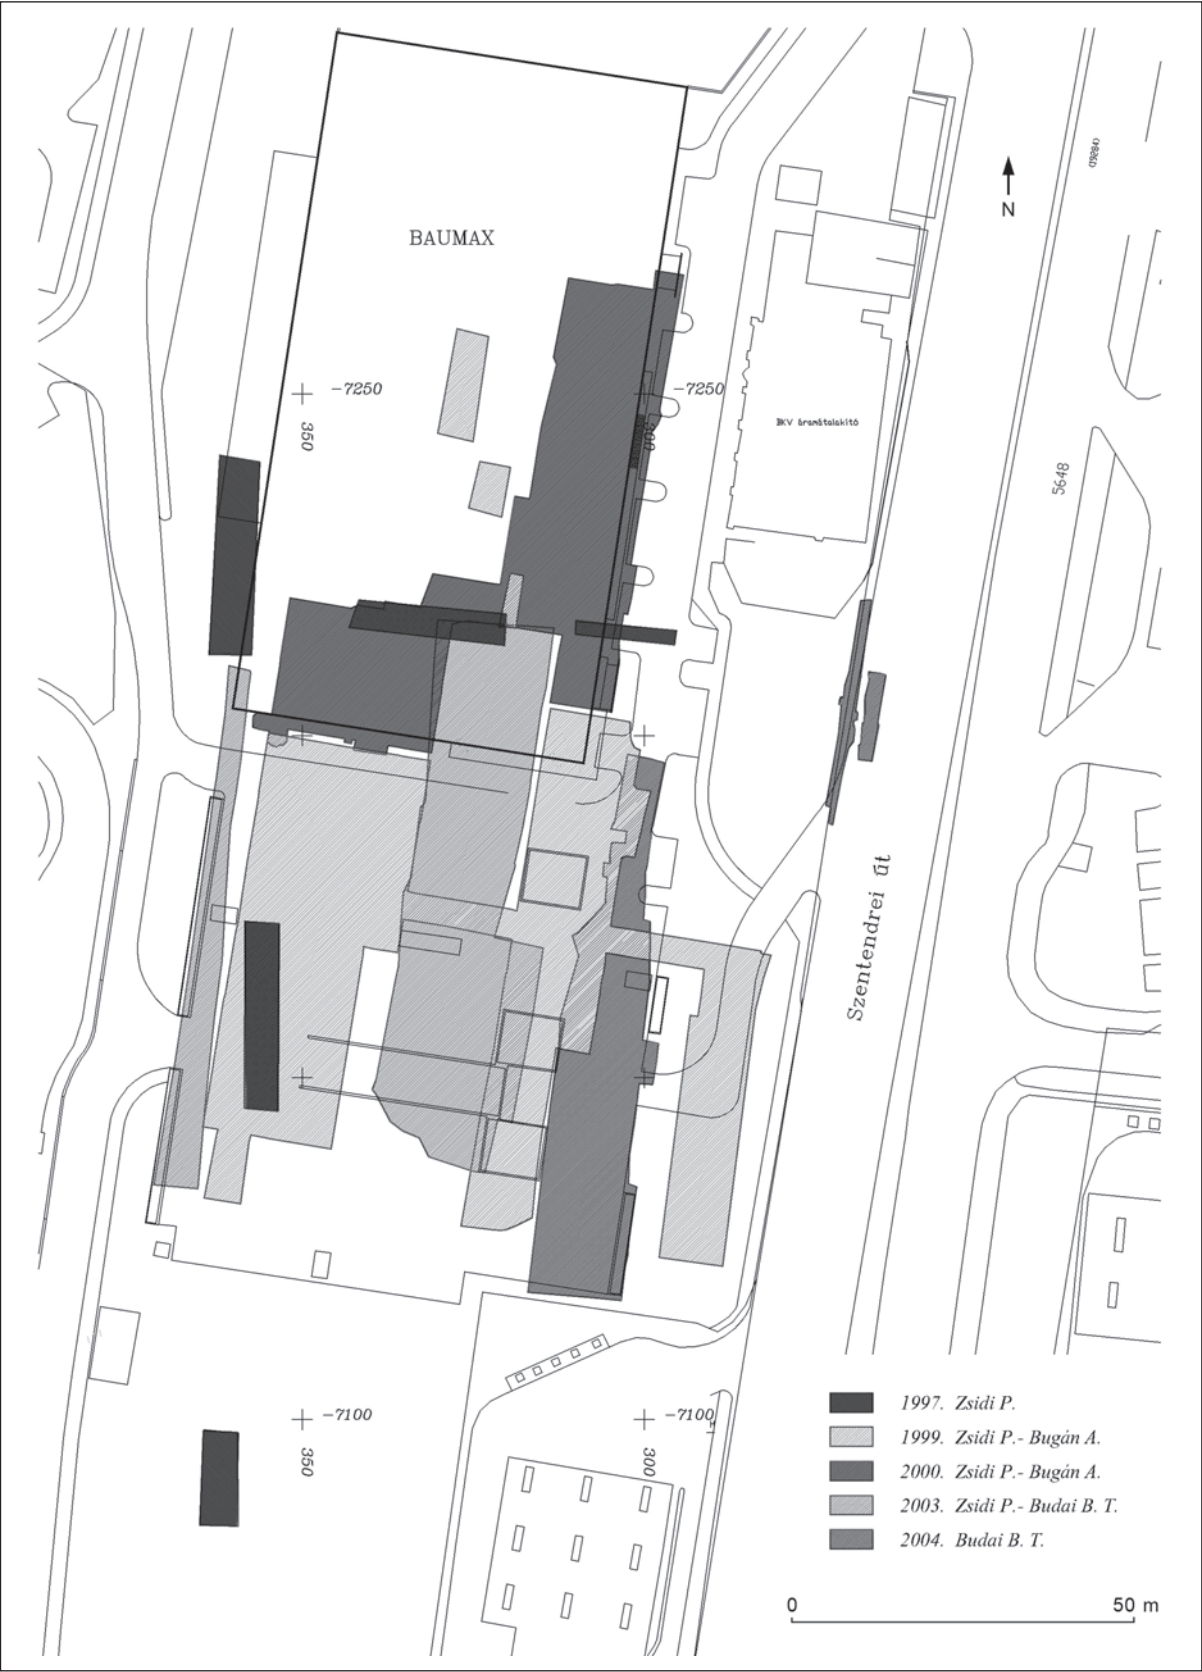 (19284)
N
BAUMAX
-7250
-7250
350
300
BKV áramátalakító
5648
Szentendrei út
1997. Zsidi P.
1999. Zsidi P.- Bugán A.
2000. Zsidi P.- Bugán A.
2003. Zsidi P.- Budai B. T.
2004. Budai B. T.
-7100
-7100
350
300
0 50 m